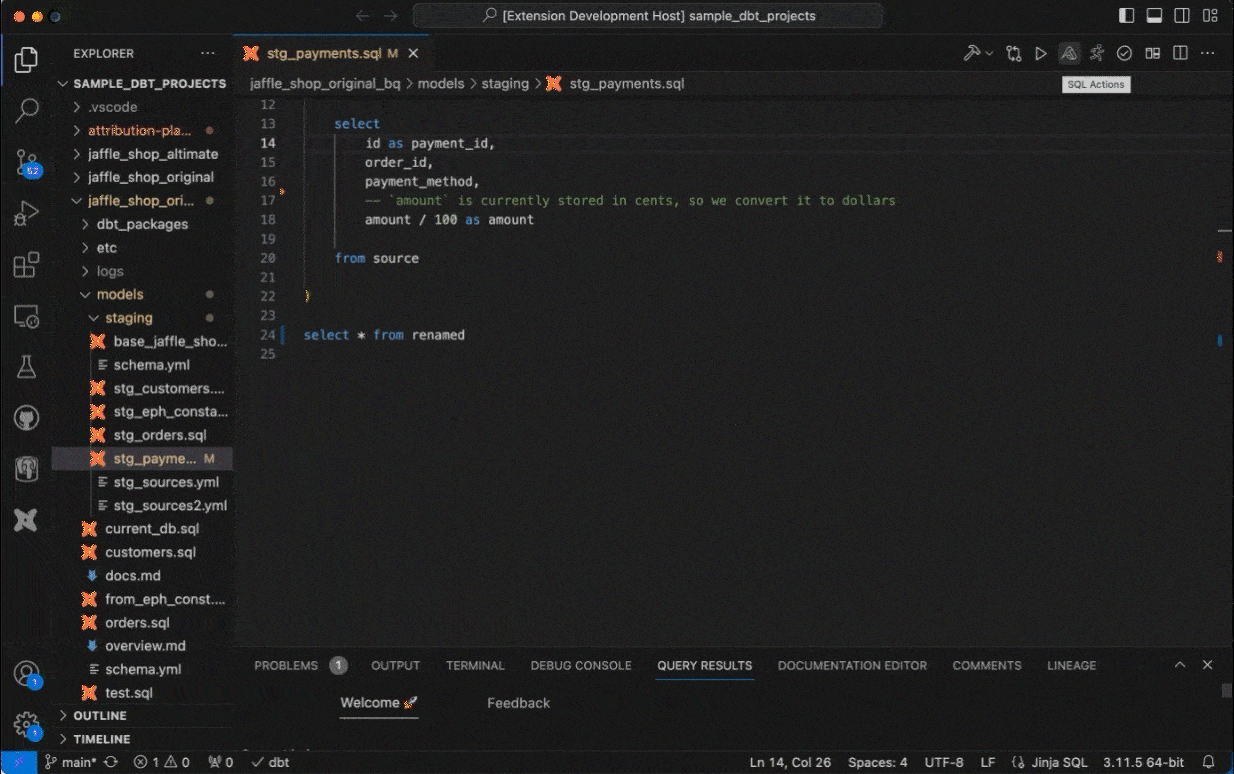 [Extension Development Host] sample_dbt_projects
EXPLORER
stg_payments.sql M
SQL Actions
SAMPLE_DBT_PROJECTS
.vscode
attribution-pla...
jaffle_shop_altimate
jaffle_shop_original
jaffle_shop_ori...
dbt_packages
etc
logs
models
staging
base_jaffle_sho...
schema.yml
stg_customers....
stg_eph_consta...
stg_orders.sql
stg_payme... M
stg_sources.yml
stg_sources2.yml
current_db.sql
customers.sql
docs.md
from_eph_const....
orders.sql
overview.md
schema.yml
test.sql
OUTLINE
TIMELINE
jaffle_shop_original_bq > models > staging > stg_payments.sql
12
13 select
14 id as payment_id,
15 order_id,
16 payment_method,
17 -- `amount` is currently stored in cents, so we convert it to dollars
18 amount / 100 as amount
19
20 from source
21
22 )
23
24 select * from renamed
25
PROBLEMS 1 OUTPUT TERMINAL DEBUG CONSOLE QUERY RESULTS DOCUMENTATION EDITOR COMMENTS LINEAGE
Welcome 🚀 Feedback
1
1
main* 1 0 0 dbt Ln 14, Col 26 Spaces: 4 UTF-8 LF Jinja SQL 3.11.5 64-bit